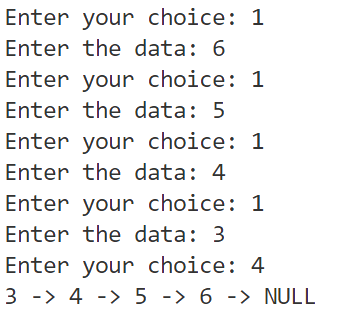 Enter your choice: 1
Enter the data: 6
Enter your choice: 1
Enter the data: 5
Enter your choice: 1
Enter the data: 4
Enter your choice: 1
Enter the data: 3
Enter your choice: 4
3 -> 4 -> 5 -> 6 -> NULL